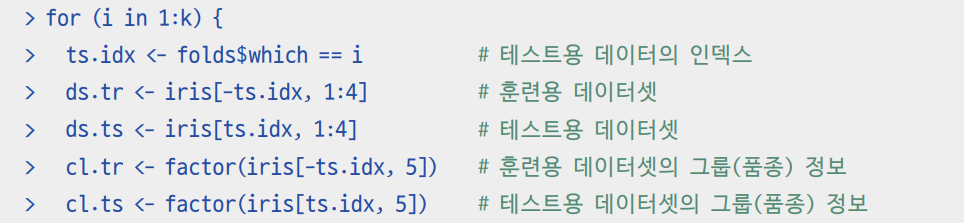 > for (i in 1:k) {
> ts.idx <- folds$which == i # 테스트용 데이터의 인덱스
> ds.tr <- iris[-ts.idx, 1:4] # 훈련용 데이터셋
> ds.ts <- iris[ts.idx, 1:4] # 테스트용 데이터셋
> cl.tr <- factor(iris[-ts.idx, 5]) # 훈련용 데이터셋의 그룹(품종) 정보
> cl.ts <- factor(iris[ts.idx, 5]) # 테스트용 데이터셋의 그룹(품종) 정보